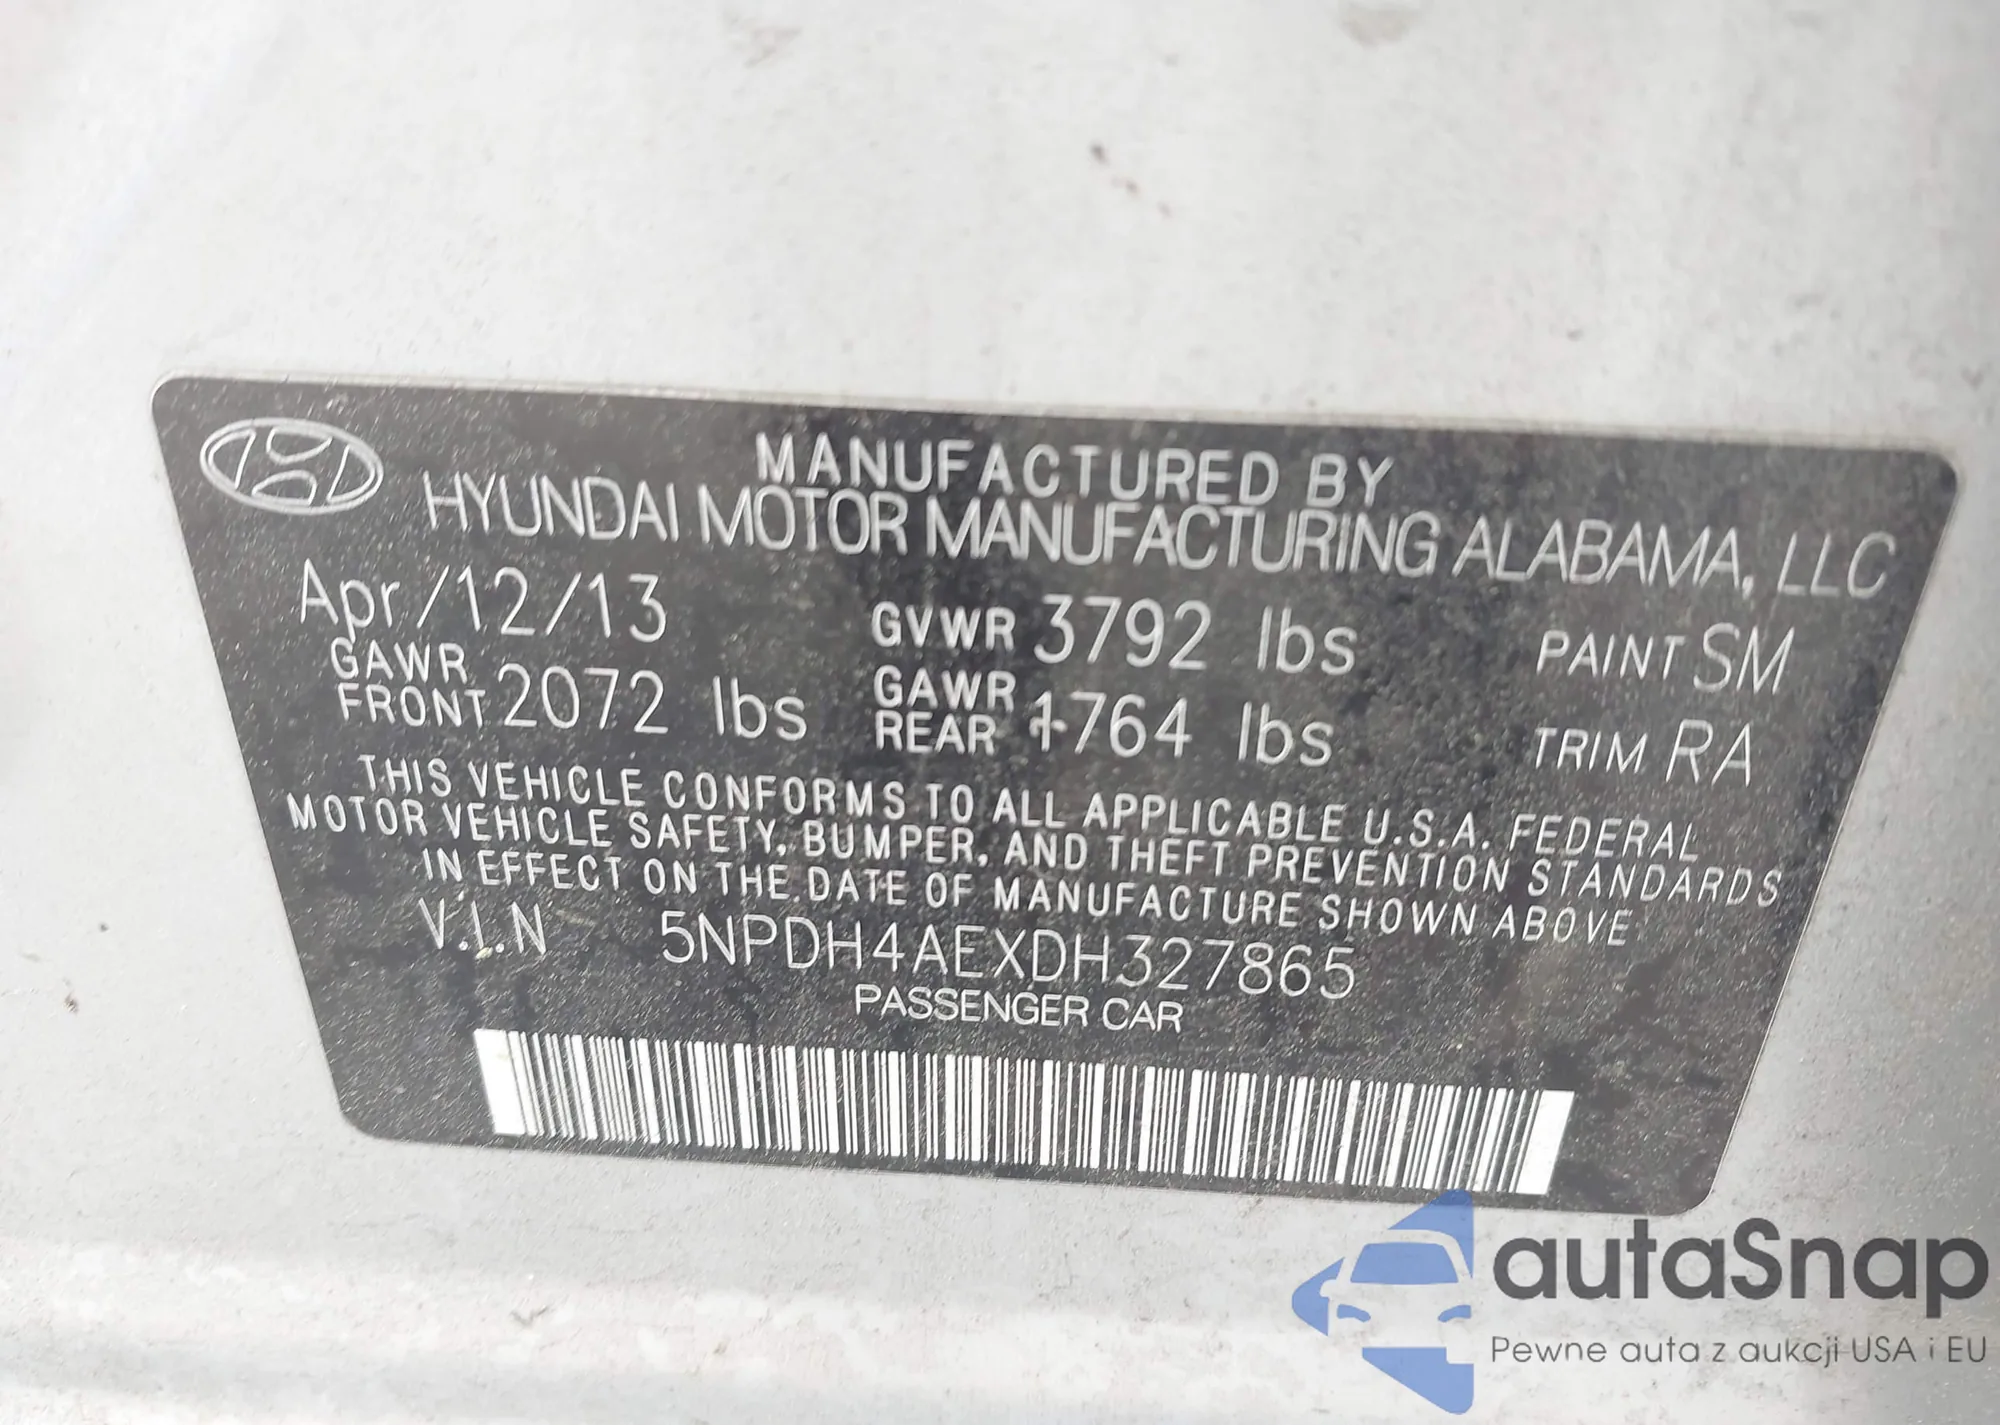 MANUFACTURED BY
HYUNDAI MOTOR MANUFACTURING ALABAMA, LLC
Apr/12/13 GVWR 3792 lbs PAINT SM
GAWR FRONT 2072 lbs GAWR REAR 1764 lbs TRIM RA
THIS VEHICLE CONFORMS TO ALL APPLICABLE U.S.A. FEDERAL
MOTOR VEHICLE SAFETY, BUMPER, AND THEFT PREVENTION STANDARDS
IN EFFECT ON THE DATE OF MANUFACTURE SHOWN ABOVE
V.I.N 5NPDH4AEXDH327865
PASSENGER CAR
autaSnap
Pewne auta z aukcji USA i EU